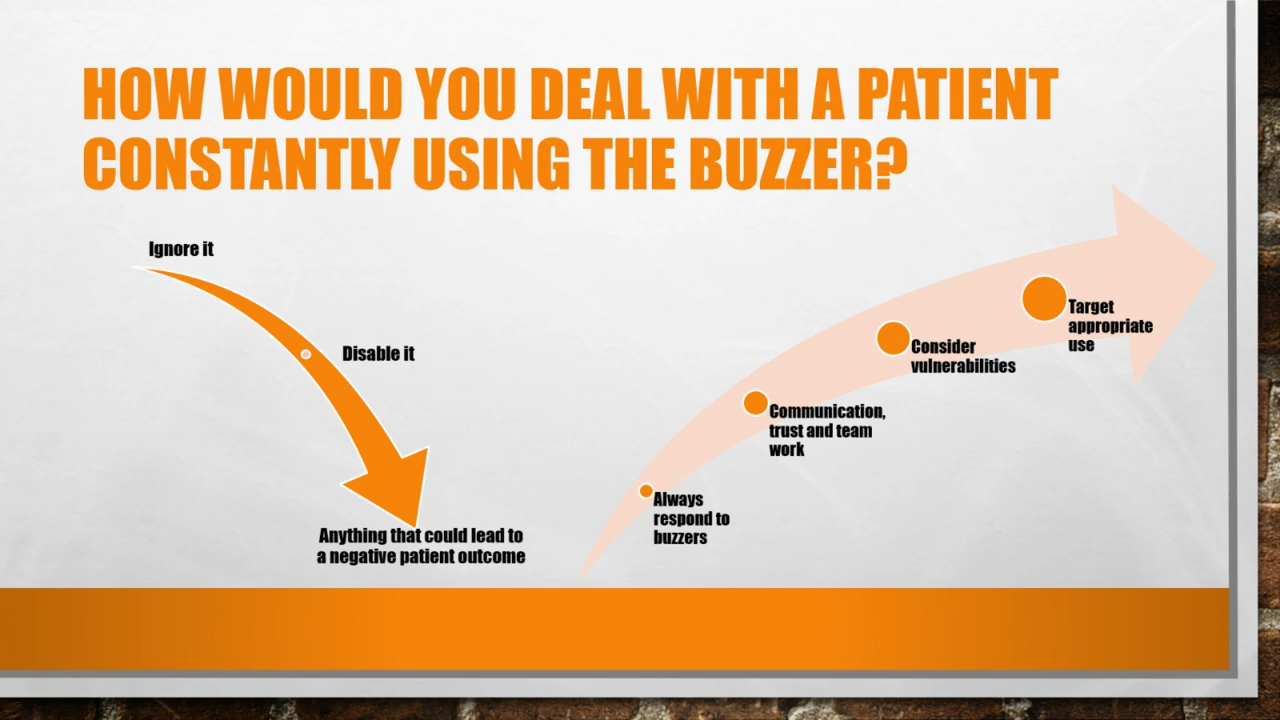 HOW WOULD YOU DEAL WITH A PATIENT
CONSTANTLY USING THE BUZZER?
Ignore it
Disable it
Anything that could lead to
a negative patient outcome
Always
respond to
buzzers
Communication,
trust and team
work
Consider
vulnerabilities
Target
appropriate
use